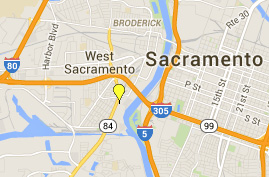 BRODERICK
Rte 30
Harbor Blvd
West
Sacramento
Sacramento
80
P St
S St
15th St
21st St
305
84
5
99